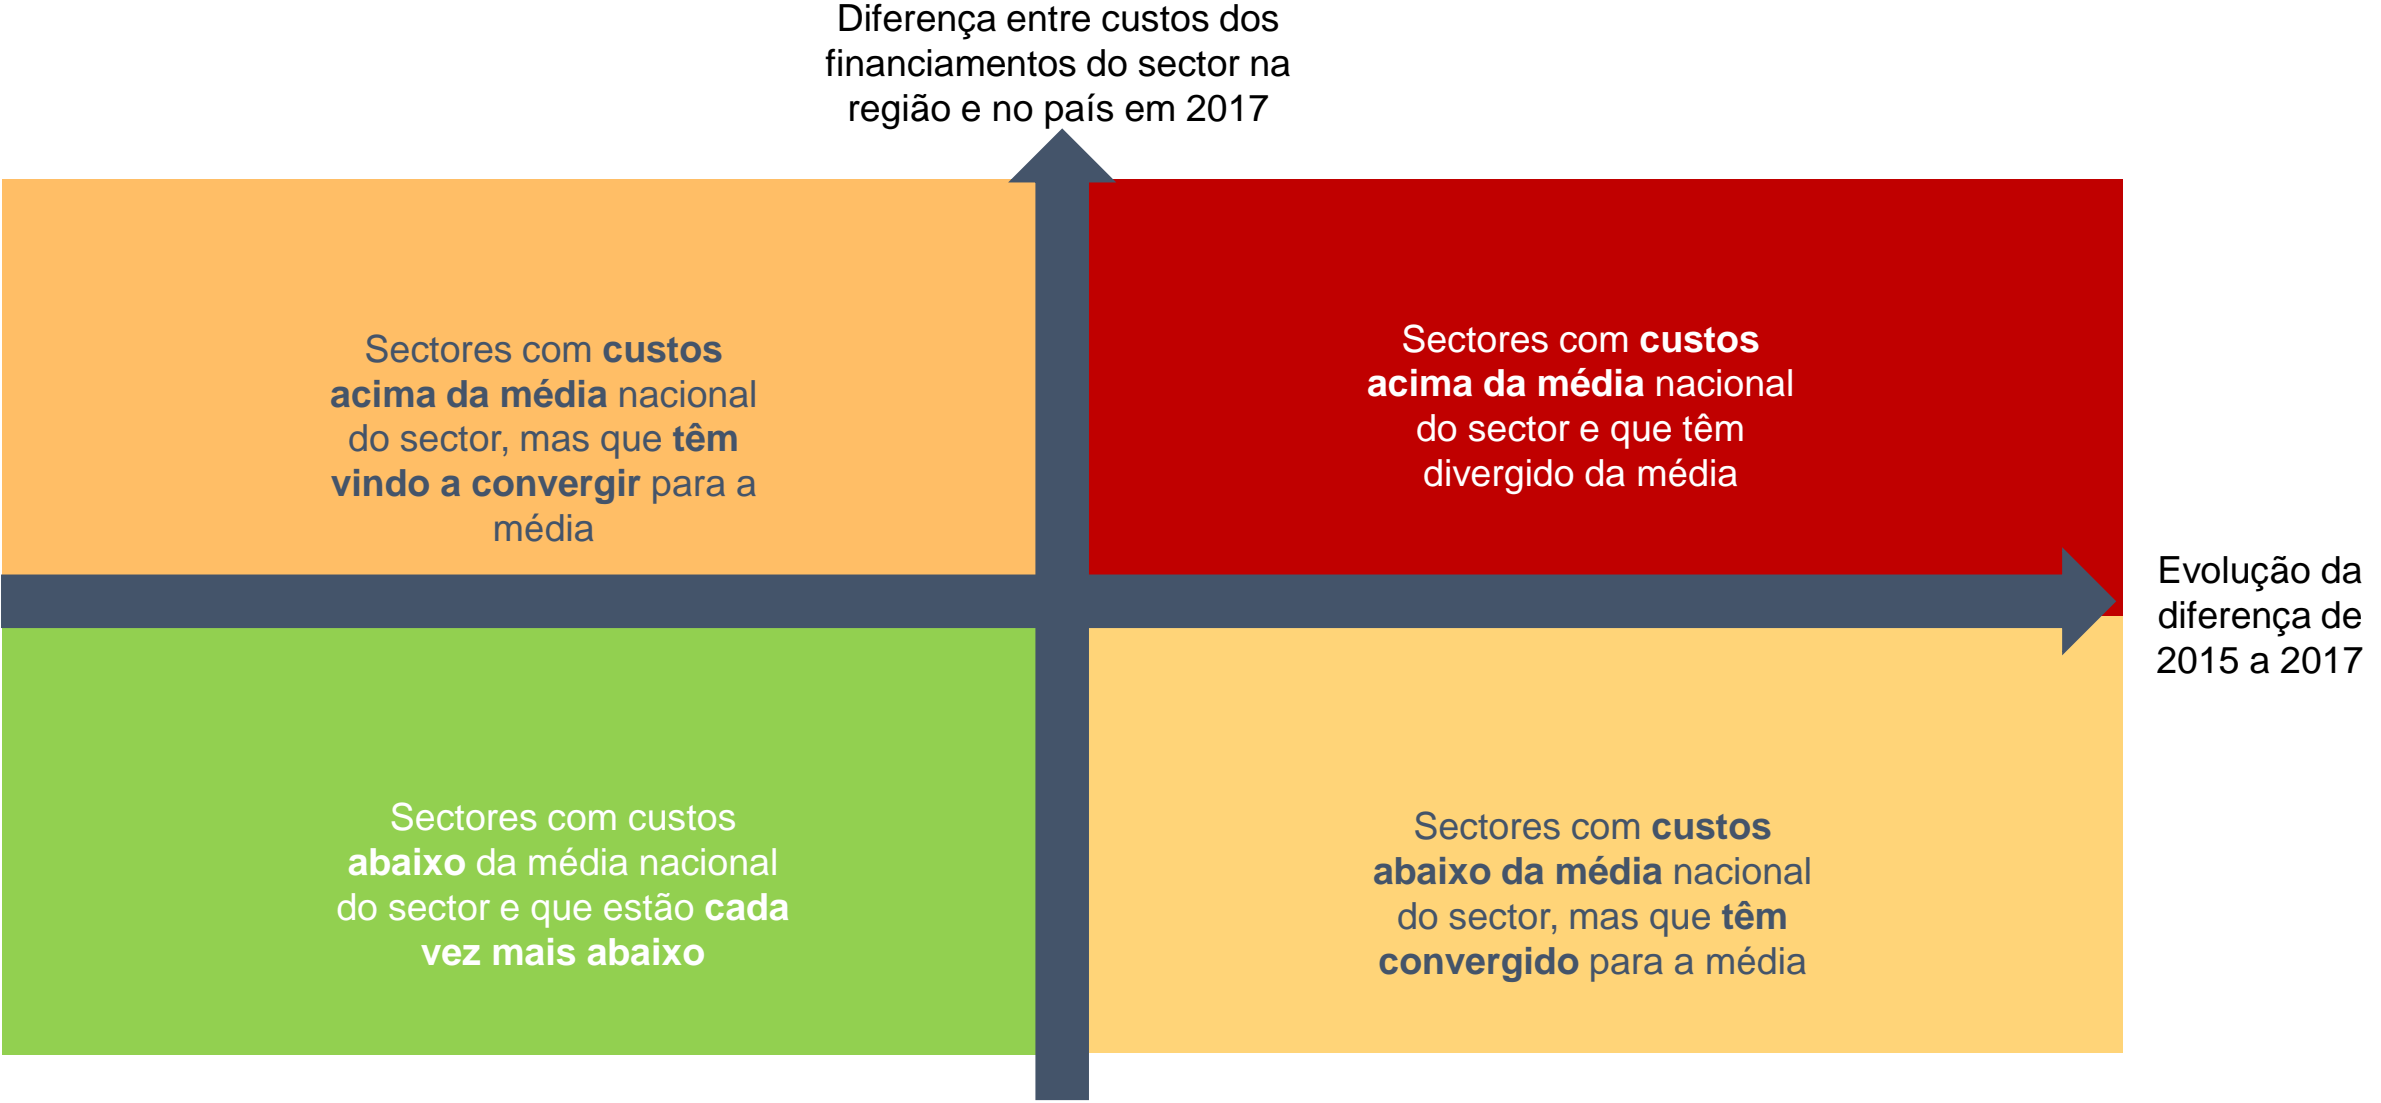 Diferença entre custos dos
financiamentos do sector na
região e no país em 2017
Sectores com custos
acima da média nacional
do sector, mas que têm
vindo a convergir para a
média
Sectores com custos
acima da média nacional
do sector e que têm
divergido da média
Evolução da
diferença de
2015 a 2017
Sectores com custos
abaixo da média nacional
do sector e que estão cada
vez mais abaixo
Sectores com custos
abaixo da média nacional
do sector, mas que têm
convergido para a média